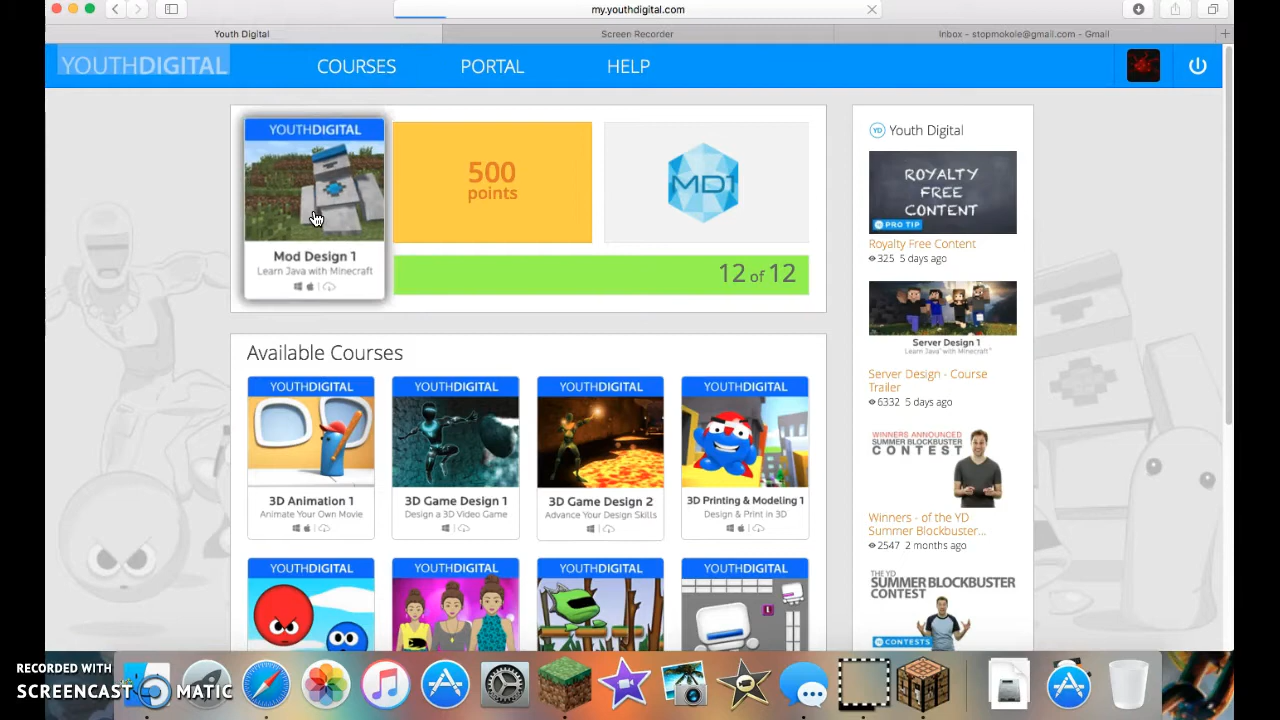 my.youthdigital.com
Youth Digital
Screen Recorder
Inbox - stopmokole@gmail.com - Gmail
YOUTHDIGITAL
COURSES
PORTAL
HELP
YOUTHDIGITAL
Mod Design 1
Learn Java with Minecraft
500
points
MD1
12 of 12
Available Courses
YOUTHDIGITAL
3D Animation 1
Animate Your Own Movie
YOUTHDIGITAL
3D Game Design 1
Design a 3D Video Game
YOUTHDIGITAL
3D Game Design 2
Advance Your Design Skills
YOUTHDIGITAL
3D Printing & Modeling 1
Design & Print in 3D
YOUTHDIGITAL
YOUTHDIGITAL
YOUTHDIGITAL
YOUTHDIGITAL
YD Youth Digital
ROYALTY
FREE
CONTENT
PRO TIP
Royalty Free Content
325 5 days ago
Server Design 1
Learn Java with Minecraft
Server Design - Course
Trailer
6332 5 days ago
WINNERS ANNOUNCED
SUMMER BLOCKBUSTER
CONTEST
Winners - of the YD
Summer Blockbuster...
2547 2 months ago
THE YD
SUMMER BLOCKBUSTER
CONTEST
CONTESTS
RECORDED WITH
SCREENCAST MATIC